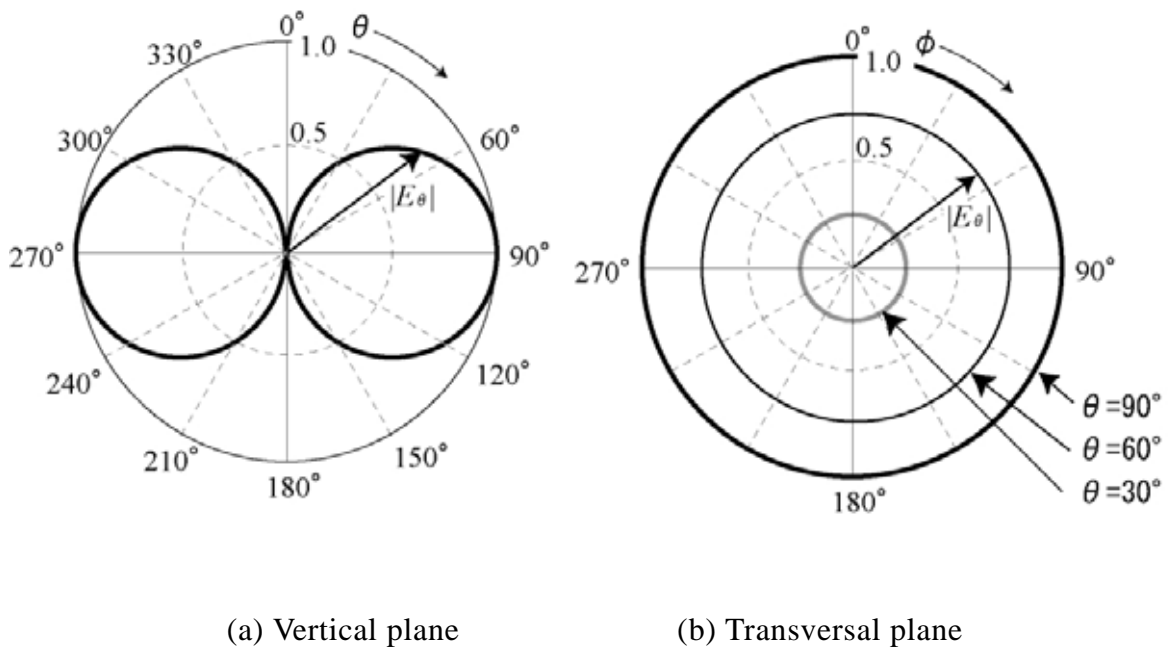 0° θ
330° 1.0
300° 0.5 60°
|Eθ|
270° 90°
240° 120°
210° 150°
180°
0° ϕ
1.0
0.5
|Eθ|
270° 90°
θ=90°
θ=60°
180° θ=30°
(a) Vertical plane (b) Transversal plane